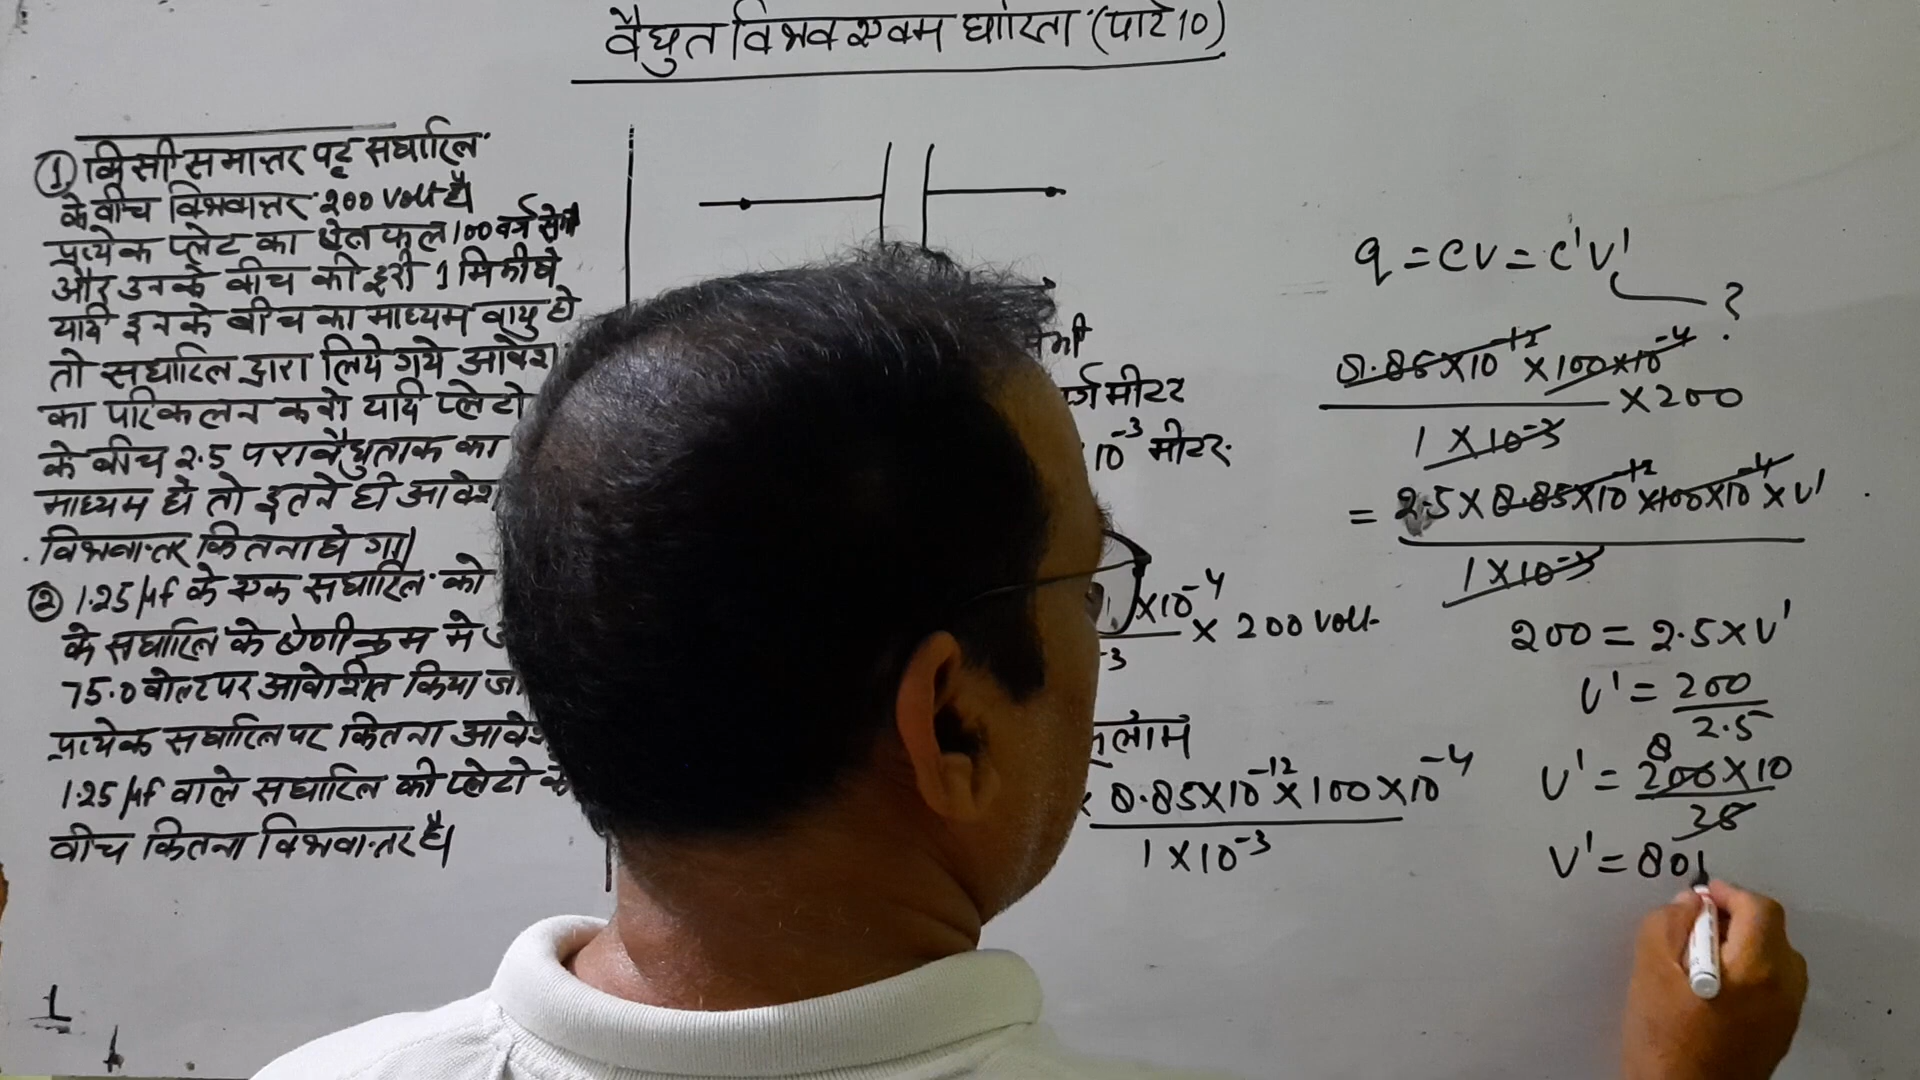 वैधुत विभव एवम धारिता (पार्ट 10)
① किसी समान्तर पट्ट संधारित्र
के बीच विभवान्तर 200 Volt है।
प्रत्येक प्लेट का क्षेत्रफल 100 वर्ग सेमी
और उनके बीच की दूरी 1 मिमी है
यदि इनके बीच का माध्यम वायु हो
तो संधारित्र द्वारा लिये गये आवेश
का परिकलन करो यदि प्लेटो
के बीच 2.5 परावैधुतांक का
माध्यम हो तो इतने ही आवेश
विभवान्तर कितना हो गा।
② 1.25 μf के एक संधारित्र को
के संधारित्र के श्रेणीक्रम मे
75.0 वोल्ट पर आवेशित किया जा
प्रत्येक संधारित्र पर कितना आवेश
1.25 μf वाले संधारित्र की प्लेटो के
बीच कितना विभवान्तर है।
र्ग मीटर
10⁻³ मीटर
×10⁻⁴
× 200 Volt
-3
कूलाम
× 8.85×10⁻¹² × 100 ×10⁻⁴
1 × 10⁻³
q = CV = C'V'
?
8.85×10⁻¹² × 100×10⁻⁴
× 200
1 × 10⁻³
= 2.5 × 8.85×10⁻¹² ×100×10⁻⁴ × V'
1 × 10⁻³
200 = 2.5 × V'
V' = 200
2.5
8
V' = 200 × 10
25
V' = 80